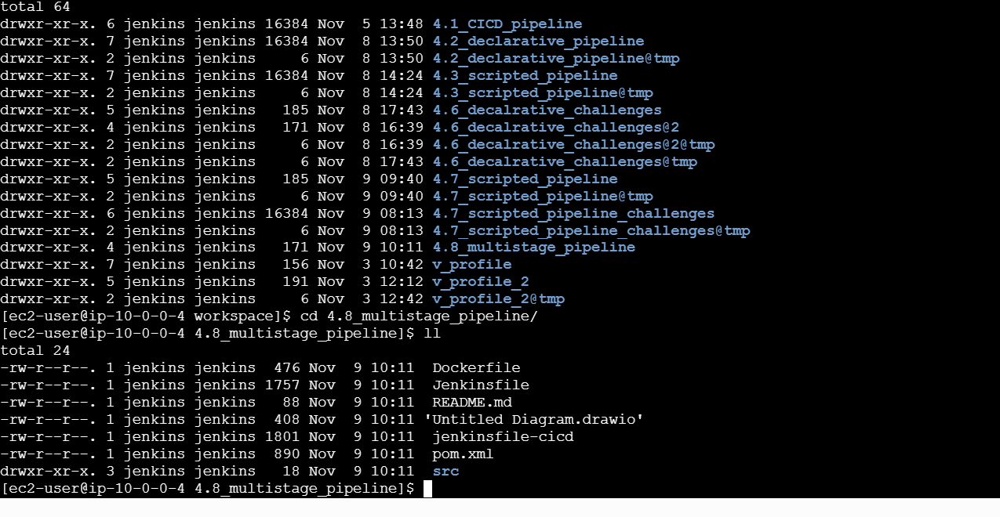 total 64
drwxr-xr-x. 6 jenkins jenkins 16384 Nov  5 13:48 4.1_CICD_pipeline
drwxr-xr-x. 7 jenkins jenkins 16384 Nov  8 13:50 4.2_declarative_pipeline
drwxr-xr-x. 2 jenkins jenkins     6 Nov  8 13:50 4.2_declarative_pipeline@tmp
drwxr-xr-x. 7 jenkins jenkins 16384 Nov  8 14:24 4.3_scripted_pipeline
drwxr-xr-x. 2 jenkins jenkins     6 Nov  8 14:24 4.3_scripted_pipeline@tmp
drwxr-xr-x. 5 jenkins jenkins   185 Nov  8 17:43 4.6_decalrative_challenges
drwxr-xr-x. 4 jenkins jenkins   171 Nov  8 16:39 4.6_decalrative_challenges@2
drwxr-xr-x. 2 jenkins jenkins     6 Nov  8 16:39 4.6_decalrative_challenges@2@tmp
drwxr-xr-x. 2 jenkins jenkins     6 Nov  8 17:43 4.6_decalrative_challenges@tmp
drwxr-xr-x. 5 jenkins jenkins   185 Nov  9 09:40 4.7_scripted_pipeline
drwxr-xr-x. 2 jenkins jenkins     6 Nov  9 09:40 4.7_scripted_pipeline@tmp
drwxr-xr-x. 6 jenkins jenkins 16384 Nov  9 08:13 4.7_scripted_pipeline_challenges
drwxr-xr-x. 2 jenkins jenkins     6 Nov  9 08:13 4.7_scripted_pipeline_challenges@tmp
drwxr-xr-x. 4 jenkins jenkins   171 Nov  9 10:11 4.8_multistage_pipeline
drwxr-xr-x. 7 jenkins jenkins   156 Nov  3 10:42 v_profile
drwxr-xr-x. 5 jenkins jenkins   191 Nov  3 12:12 v_profile_2
drwxr-xr-x. 2 jenkins jenkins     6 Nov  3 12:42 v_profile_2@tmp
[ec2-user@ip-10-0-0-4 workspace]$ cd 4.8_multistage_pipeline/
[ec2-user@ip-10-0-0-4 4.8_multistage_pipeline]$ ll
total 24
-rw-r--r--. 1 jenkins jenkins  476 Nov  9 10:11  Dockerfile
-rw-r--r--. 1 jenkins jenkins 1757 Nov  9 10:11  Jenkinsfile
-rw-r--r--. 1 jenkins jenkins   88 Nov  9 10:11  README.md
-rw-r--r--. 1 jenkins jenkins  408 Nov  9 10:11 'Untitled Diagram.drawio'
-rw-r--r--. 1 jenkins jenkins 1801 Nov  9 10:11  jenkinsfile-cicd
-rw-r--r--. 1 jenkins jenkins  890 Nov  9 10:11  pom.xml
drwxr-xr-x. 3 jenkins jenkins   18 Nov  9 10:11  src
[ec2-user@ip-10-0-0-4 4.8_multistage_pipeline]$